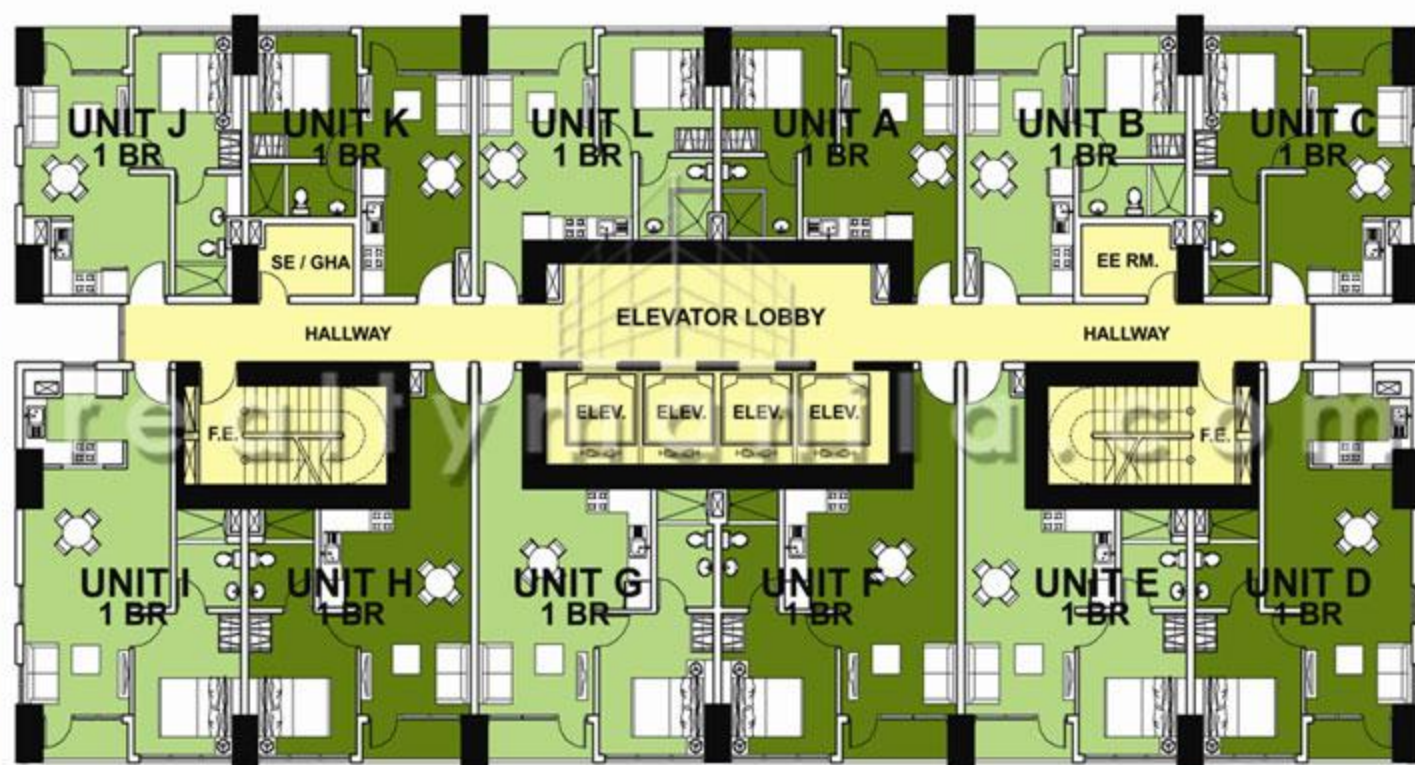 UNIT J
1 BR
UNIT K
1 BR
UNIT L
1 BR
UNIT A
1 BR
UNIT B
1 BR
UNIT C
1 BR
SE / GHA
EE RM.
HALLWAY
ELEVATOR LOBBY
HALLWAY
F.E.
ELEV.
ELEV.
ELEV.
ELEV.
F.E.
realtymanila.com
UNIT I
1 BR
UNIT H
1 BR
UNIT G
1 BR
UNIT F
1 BR
UNIT E
1 BR
UNIT D
1 BR